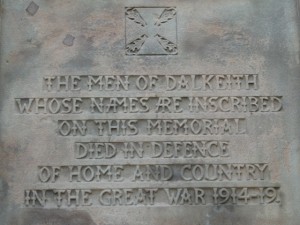 THE MEN OF DALKEITH
WHOSE NAMES ARE INSCRIBED
ON THIS MEMORIAL
DIED IN DEFENCE
OF HOME AND COUNTRY
IN THE GREAT WAR 1914-19.